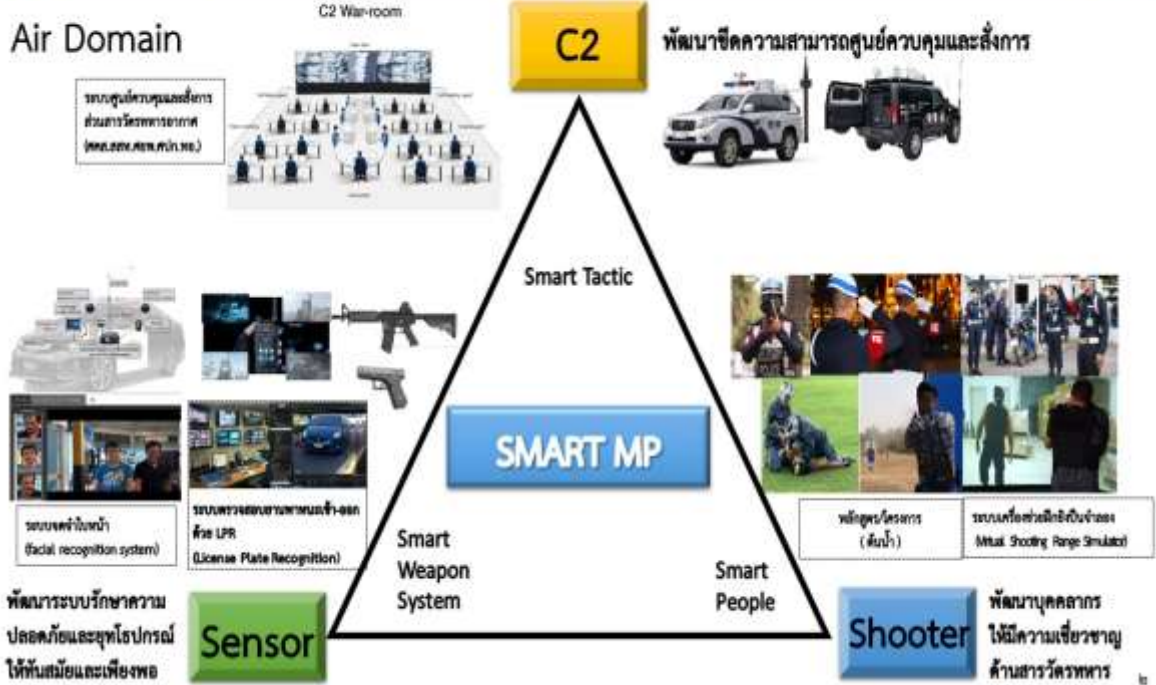 Air Domain
C2 War-room
C2
พัฒนาขีดความสามารถศูนย์ควบคุมและสั่งการ
ระบบศูนย์ควบคุมและสั่งการ
ส่วนสารวัตรทหารอากาศ
Smart Tactic
SMART MP
ระบบจดจำใบหน้า
(facial recognition system)
ระบบตรวจสอบยานพาหนะเข้า-ออก
ด้วย LPR
(License Plate Recognition)
Smart
Weapon
System
Smart
People
หลักสูตร/โครงการ
(ต้นน้ำ)
ระบบเครื่องช่วยฝึกยิงปืนจำลอง
(Virtual Shooting Range Simulator)
พัฒนาระบบรักษาความ
ปลอดภัยและยุทโธปกรณ์
ให้ทันสมัยและเพียงพอ
Sensor
Shooter
พัฒนาบุคคลากร
ให้มีความเชี่ยวชาญ
ด้านสารวัตรทหาร